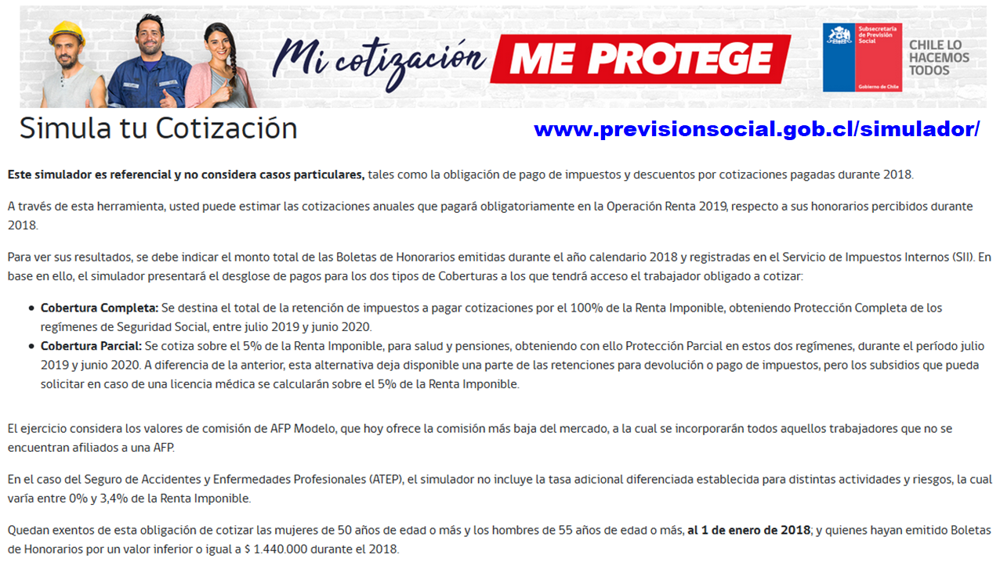 Mi cotización ME PROTEGE
Subsecretaría
de Previsión
Social
Gobierno de Chile
CHILE LO
HACEMOS
TODOS
Simula tu Cotización
www.previsionsocial.gob.cl/simulador/
Este simulador es referencial y no considera casos particulares, tales como la obligación de pago de impuestos y descuentos por cotizaciones pagadas durante 2018.
A través de esta herramienta, usted puede estimar las cotizaciones anuales que pagará obligatoriamente en la Operación Renta 2019, respecto a sus honorarios percibidos durante
2018.
Para ver sus resultados, se debe indicar el monto total de las Boletas de Honorarios emitidas durante el año calendario 2018 y registradas en el Servicio de Impuestos Internos (SII). En
base en ello, el simulador presentará el desglose de pagos para los dos tipos de Coberturas a los que tendrá acceso el trabajador obligado a cotizar:
• Cobertura Completa: Se destina el total de la retención de impuestos a pagar cotizaciones por el 100% de la Renta Imponible, obteniendo Protección Completa de los
regímenes de Seguridad Social, entre julio 2019 y junio 2020.
• Cobertura Parcial: Se cotiza sobre el 5% de la Renta Imponible, para salud y pensiones, obteniendo con ello Protección Parcial en estos dos regímenes, durante el período julio
2019 y junio 2020. A diferencia de la anterior, esta alternativa deja disponible una parte de las retenciones para devolución o pago de impuestos, pero los subsidios que pueda
solicitar en caso de una licencia médica se calcularán sobre el 5% de la Renta Imponible.
El ejercicio considera los valores de comisión de AFP Modelo, que hoy ofrece la comisión más baja del mercado, a la cual se incorporarán todos aquellos trabajadores que no se
encuentran afiliados a una AFP.
En el caso del Seguro de Accidentes y Enfermedades Profesionales (ATEP), el simulador no incluye la tasa adicional diferenciada establecida para distintas actividades y riesgos, la cual
varía entre 0% y 3,4% de la Renta Imponible.
Quedan exentos de esta obligación de cotizar las mujeres de 50 años de edad o más y los hombres de 55 años de edad o más, al 1 de enero de 2018; y quienes hayan emitido Boletas
de Honorarios por un valor inferior o igual a $ 1.440.000 durante el 2018.